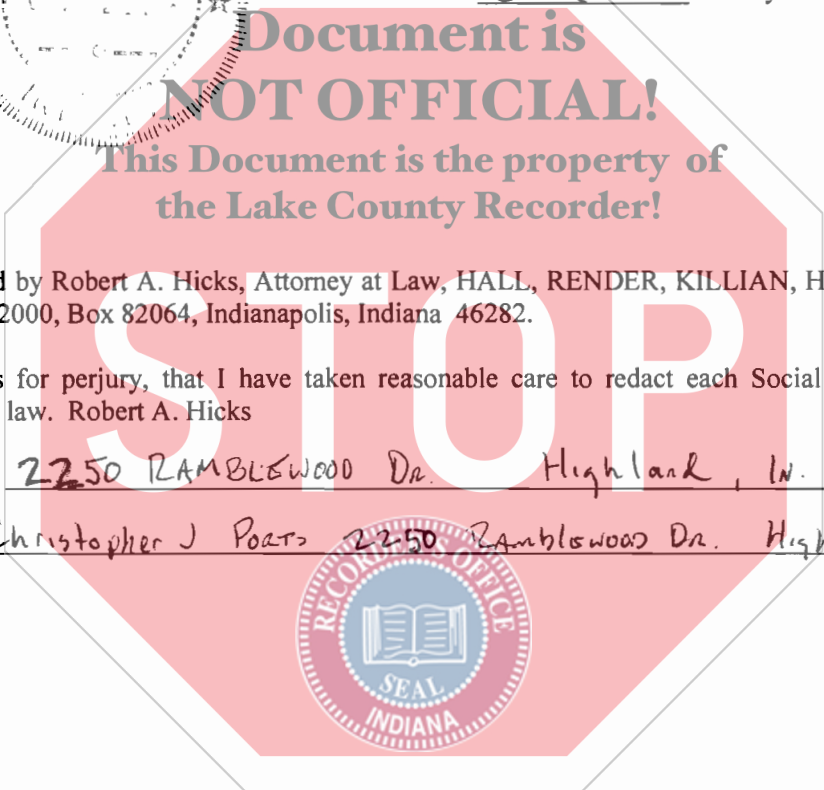 Document is
NOT OFFICIAL!
This Document is the property of
the Lake County Recorder!
d by Robert A. Hicks, Attorney at Law, HALL, RENDER, KILLIAN, H
2000, Box 82064, Indianapolis, Indiana 46282.
s for perjury, that I have taken reasonable care to redact each Social
law. Robert A. Hicks
STOP
2250 RAMBLEWOOD DR. Highland, IN.
Christopher J PORTS 2250 RAmblewood DR. High
RECORDER'S OFFICE
SEAL
INDIANA